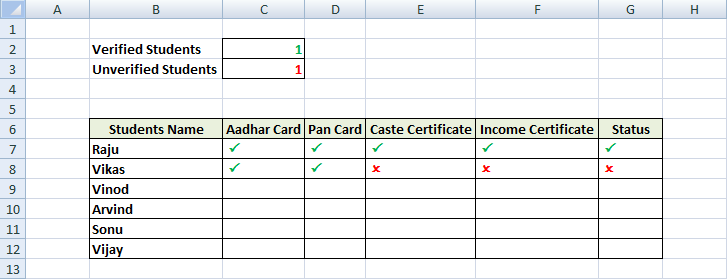 A B C D E F G H
1
2 Verified Students 1
3 Unverified Students 1
4
5
6 Students Name Aadhar Card Pan Card Caste Certificate Income Certificate Status
7 Raju ✓ ✓ ✓ ✓ ✓
8 Vikas ✓ ✓ ✗ ✗ ✗
9 Vinod
10 Arvind
11 Sonu
12 Vijay
13